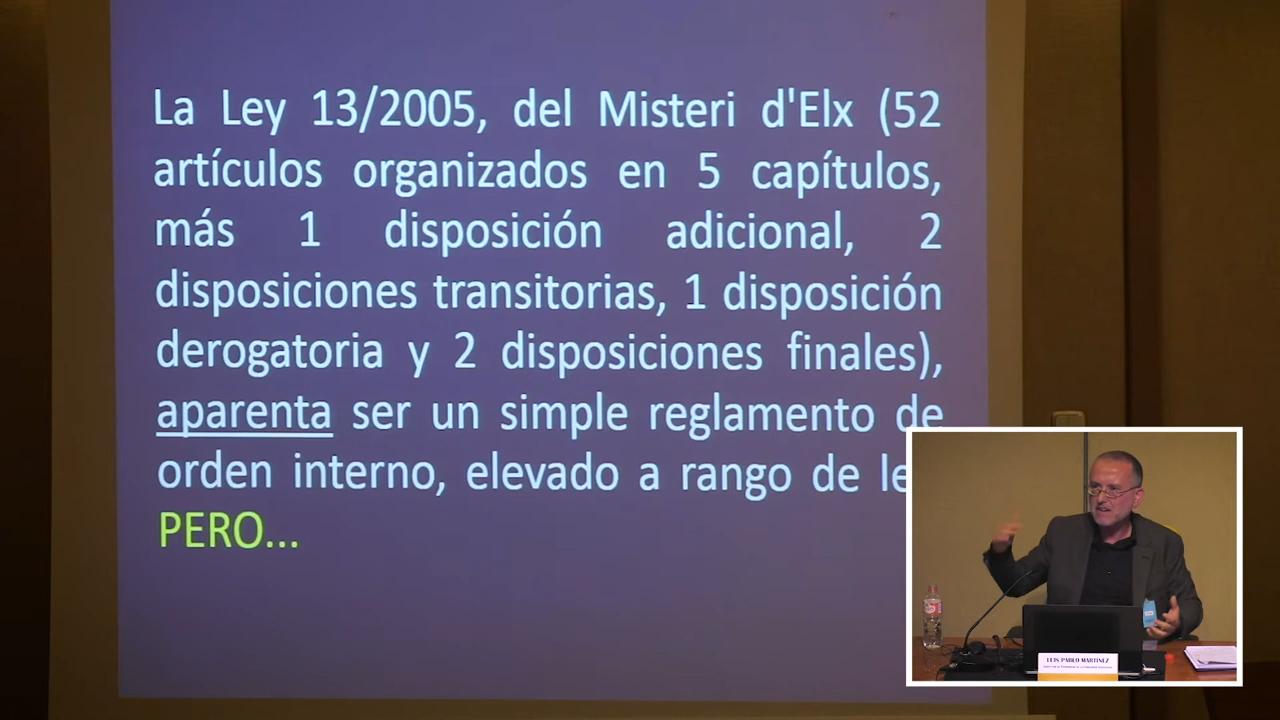 La Ley 13/2005, del Misteri d'Elx (52
artículos organizados en 5 capítulos,
más 1 disposición adicional, 2
disposiciones transitorias, 1 disposición
derogatoria y 2 disposiciones finales),
aparenta ser un simple reglamento de
orden interno, elevado a rango de le
PERO...
LUIS PABLO MARTÍNEZ